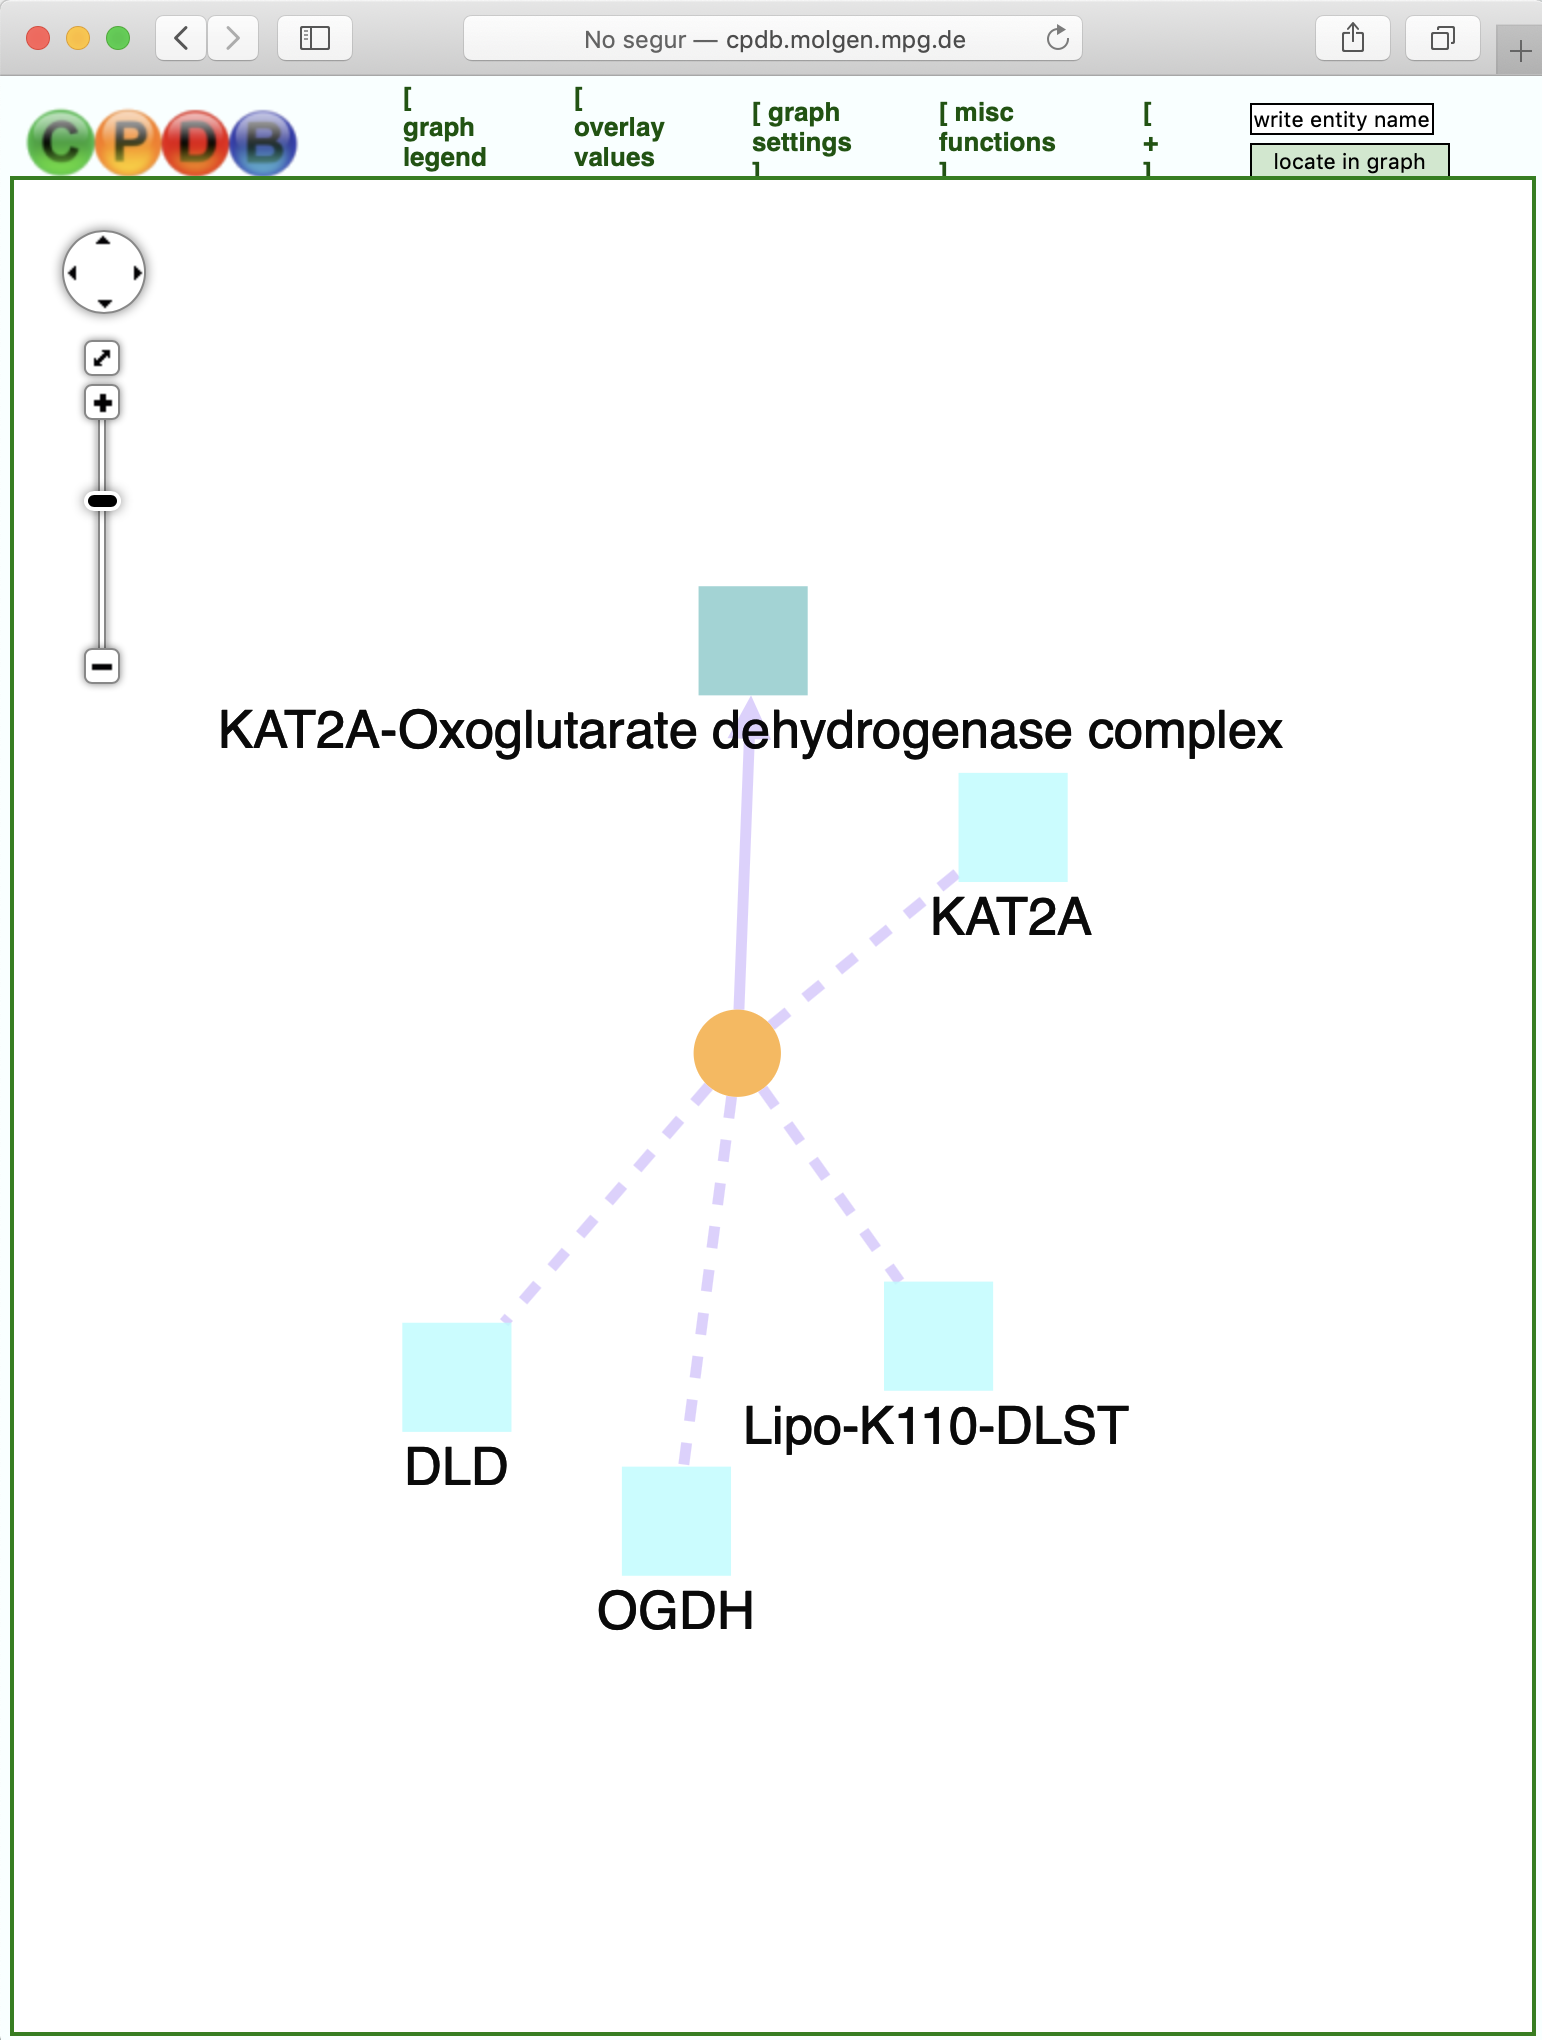 No segur — cpdb.molgen.mpg.de
CPDB
[
graph
legend
[
overlay
values
[ graph
settings
]
[ misc
functions
]
[
+
]
write entity name
locate in graph
KAT2A-Oxoglutarate dehydrogenase complex
KAT2A
Lipo-K110-DLST
DLD
OGDH